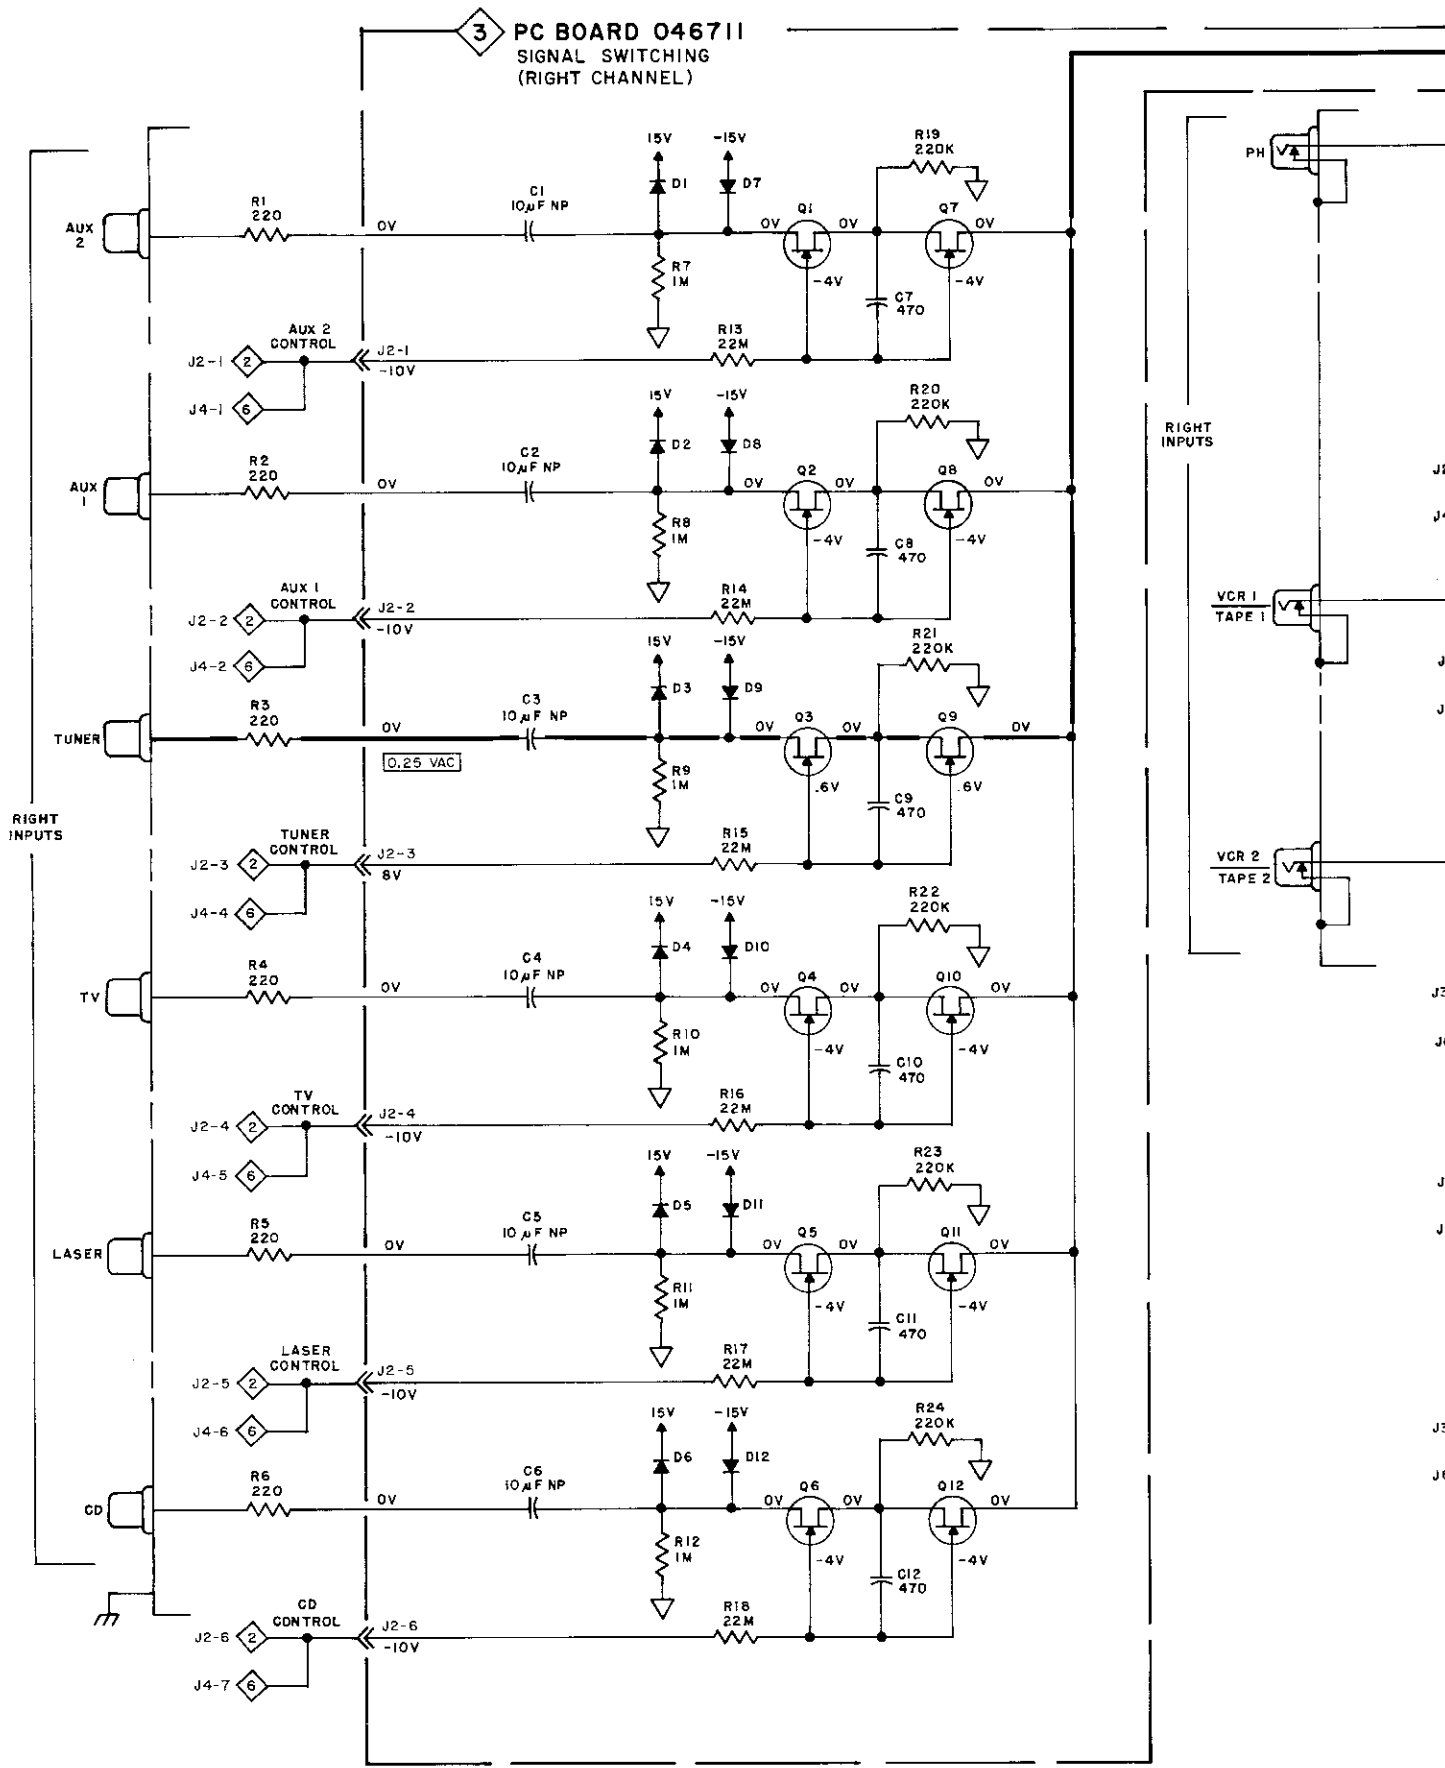 3 PC BOARD 046711
SIGNAL SWITCHING
(RIGHT CHANNEL)
RIGHT
INPUTS
AUX
2
R1
220
0V
C1
10µF NP
15V
D1
-15V
D7
R7
1M
0V
Q1
0V
-4V
R19
220K
C7
470
Q7
0V
-4V
R13
22M
AUX 2
CONTROL
J2-1 2
J2-1
-10V
J4-1 6
AUX
1
R2
220
0V
C2
10µF NP
15V
D2
-15V
D8
R8
1M
0V
Q2
0V
-4V
R20
220K
C8
470
Q8
0V
-4V
R14
22M
AUX 1
CONTROL
J2-2 2
J2-2
-10V
J4-2 6
TUNER
R3
220
0V
0.25 VAC
C3
10µF NP
15V
D3
-15V
D9
R9
1M
0V
Q3
0V
.6V
R21
220K
C9
470
Q9
0V
.6V
R15
22M
TUNER
CONTROL
J2-3 2
J2-3
8V
J4-4 6
TV
R4
220
0V
C4
10µF NP
15V
D4
-15V
D10
R10
1M
0V
Q4
0V
-4V
R22
220K
C10
470
Q10
0V
-4V
R16
22M
TV
CONTROL
J2-4 2
J2-4
-10V
J4-5 6
LASER
R5
220
0V
C5
10µF NP
15V
D5
-15V
D11
R11
1M
0V
Q5
0V
-4V
R23
220K
C11
470
Q11
0V
-4V
R17
22M
LASER
CONTROL
J2-5 2
J2-5
-10V
J4-6 6
CD
R6
220
0V
C6
10µF NP
15V
D6
-15V
D12
R12
1M
0V
Q6
0V
-4V
R24
220K
C12
470
Q12
0V
-4V
R18
22M
CD
CONTROL
J2-6 2
J2-6
-10V
J4-7 6
RIGHT
INPUTS
PH
VCR 1
TAPE 1
VCR 2
TAPE 2